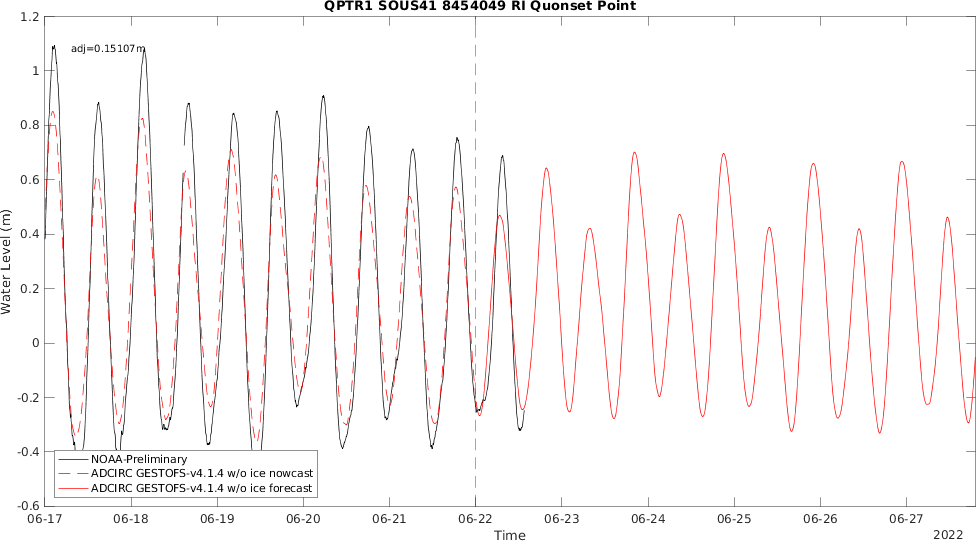 QPTR1 SOUS41 8454049 RI Quonset Point
adj=0.15107m
Water Level (m)
1.2
1
0.8
0.6
0.4
0.2
0
-0.2
-0.4
-0.6
NOAA-Preliminary
ADCIRC GESTOFS-v4.1.4 w/o ice nowcast
ADCIRC GESTOFS-v4.1.4 w/o ice forecast
06-17 06-18 06-19 06-20 06-21 06-22 06-23 06-24 06-25 06-26 06-27
Time
2022